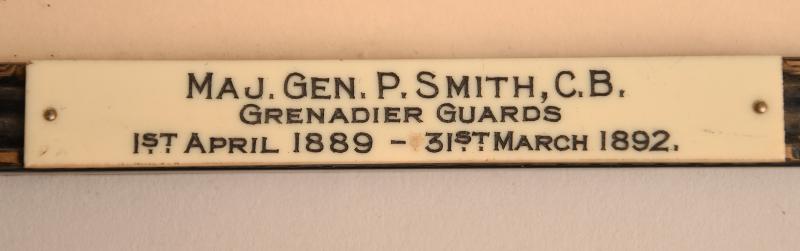 MAJ. GEN. P. SMITH, C.B.
GRENADIER GUARDS
1ST APRIL 1889 - 31ST MARCH 1892.